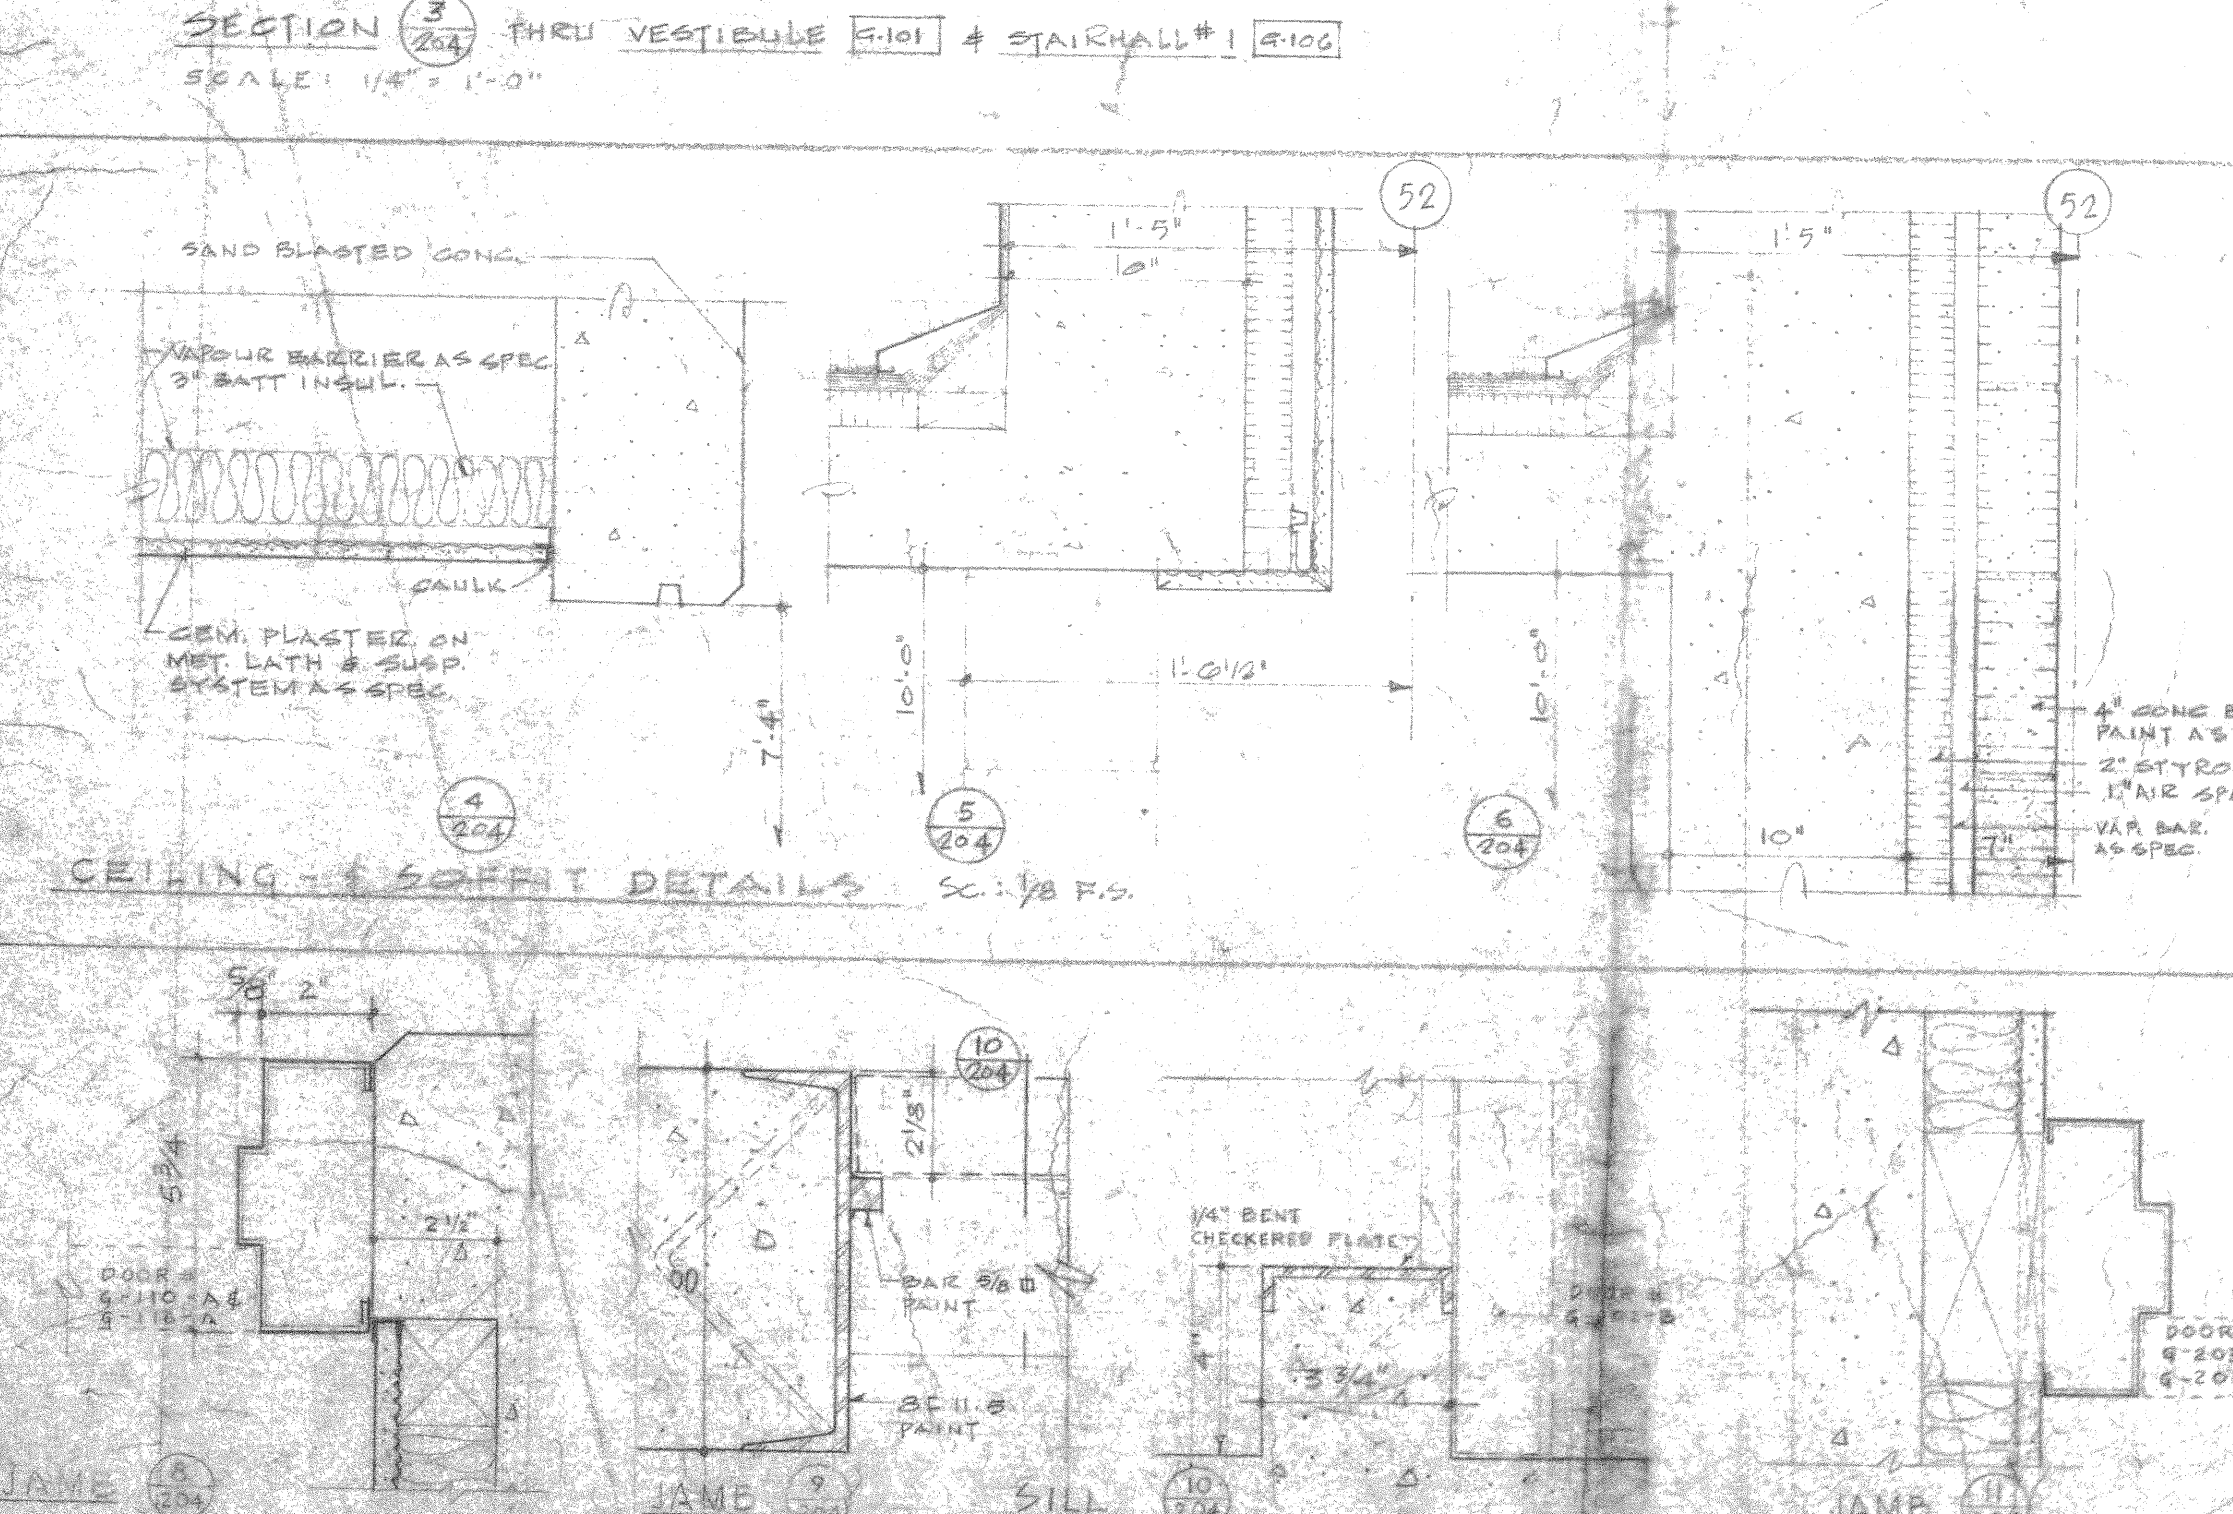 SECTION 3/204 THRU VESTIBULE G.101 & STAIRHALL #1 G.106
SCALE: 1/4" = 1'-0"
52
52
1'-5"
10"
1'-5"
SAND BLASTED CONC.
VAPOUR BARRIER AS SPEC
3" BATT INSUL.
CAULK
CEM. PLASTER ON
MET. LATH & SUSP.
SYSTEM AS SPEC.
7'-4"
10'-0"
1'-6 1/2"
10'-0"
4" CONC B
PAINT AS
2" STYRO
1" AIR SPA
VAP. BAR.
AS SPEC.
10"
7"
4/204
5/204
6/204
CEILING - & SOFFIT DETAILS SC.: 1/8 F.S.
5/8" 2"
5 3/4
2 1/2"
DOOR #
G-110-A &
G-116-A
10/204
2 1/8"
BAR 5/8
PAINT
PAINT
1/4" BENT
CHECKERED PLATE
4"
3 3/4"
DOOR
G-20
G-20
JAMB 8/204
JAMB 9/204
SILL 10/204
JAMB 11